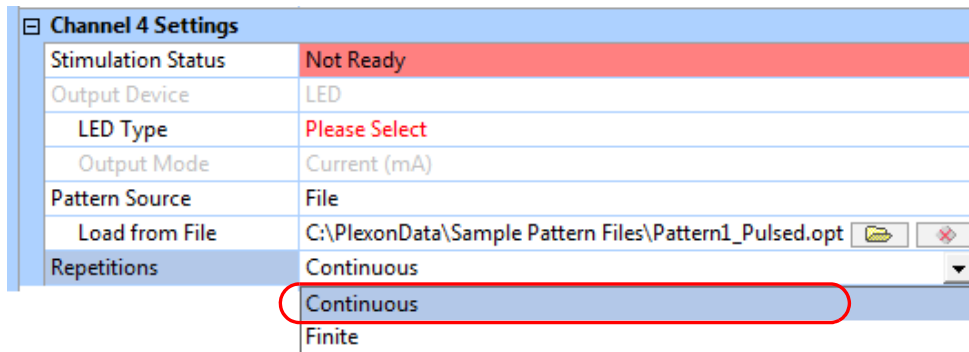 Channel 4 Settings
Stimulation Status Not Ready
Output Device LED
LED Type Please Select
Output Mode Current (mA)
Pattern Source File
Load from File C:\PlexonData\Sample Pattern Files\Pattern1_Pulsed.opt
Repetitions Continuous
Continuous
Finite